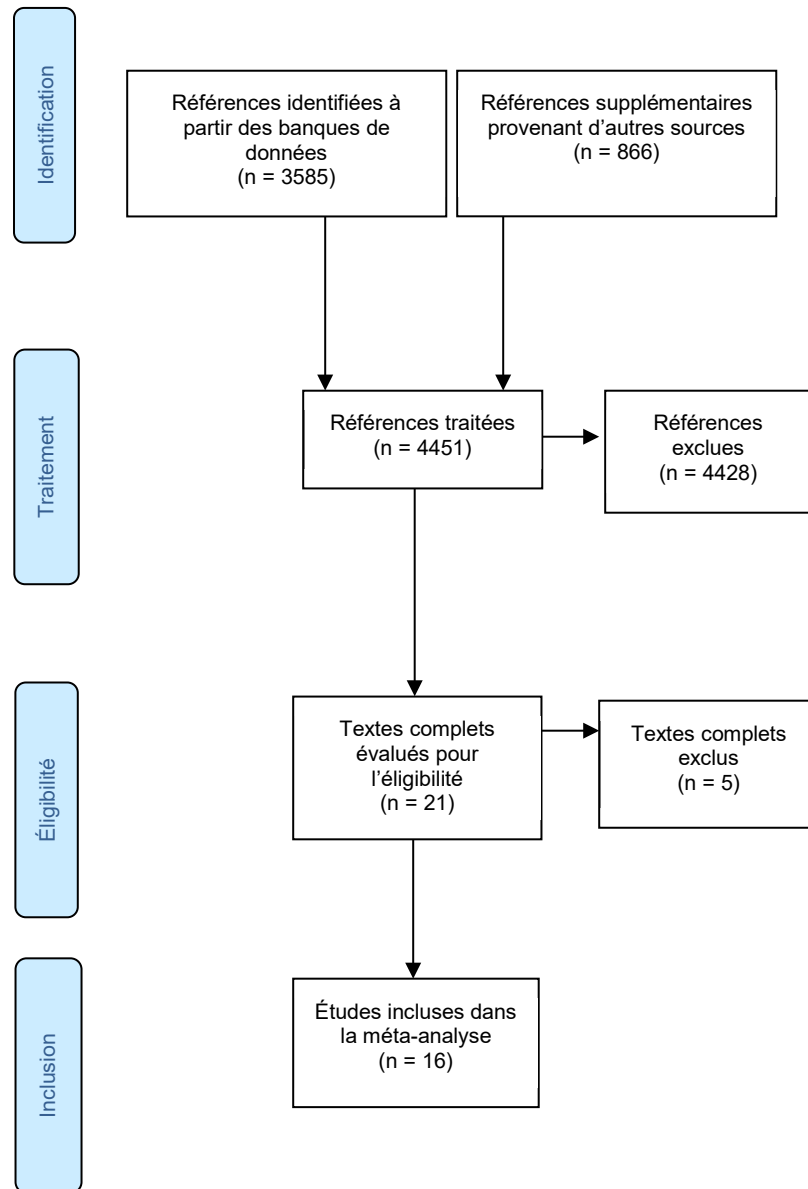 Identification
Références identifiées à
partir des banques de
données
(n = 3585)
Références supplémentaires
provenant d’autres sources
(n = 866)
Traitement
Références traitées
(n = 4451)
Références
exclues
(n = 4428)
Éligibilité
Textes complets
évalués pour
l’éligibilité
(n = 21)
Textes complets
exclus
(n = 5)
Inclusion
Études incluses dans
la méta-analyse
(n = 16)